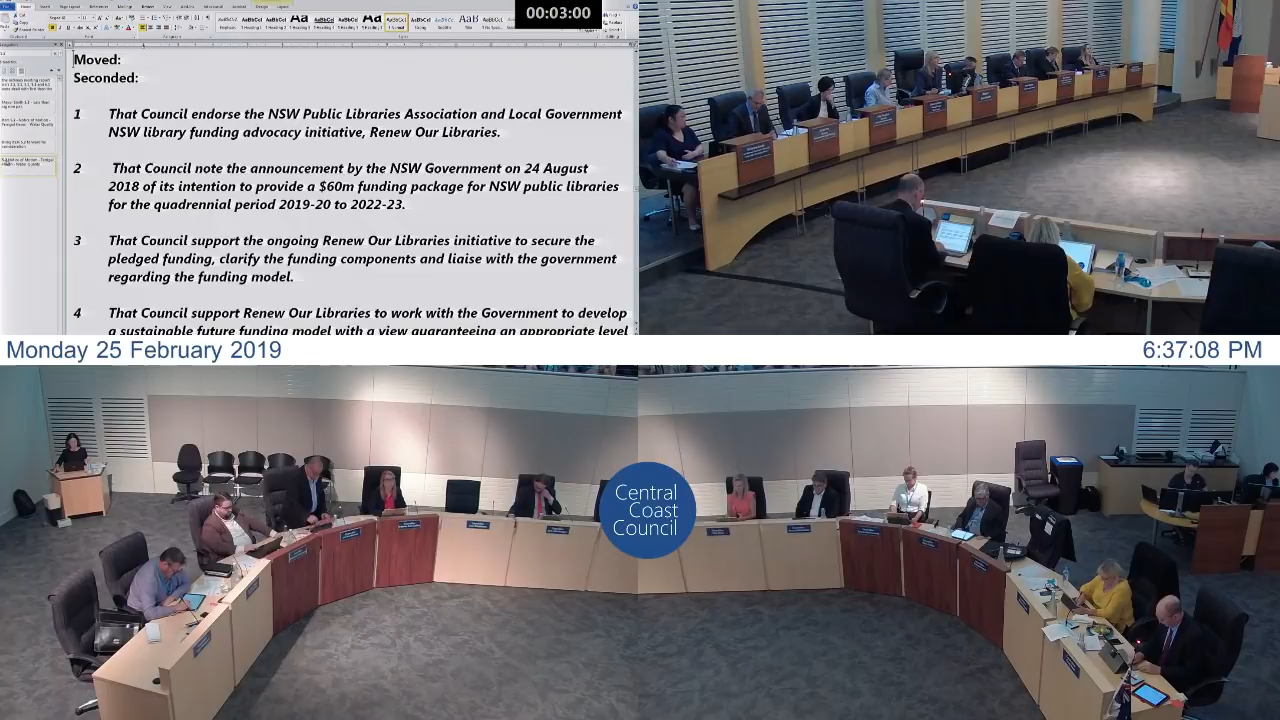 00:03:00
Moved:
Seconded:
1 That Council endorse the NSW Public Libraries Association and Local Government
NSW library funding advocacy initiative, Renew Our Libraries.
2 That Council note the announcement by the NSW Government on 24 August
2018 of its intention to provide a $60m funding package for NSW public libraries
for the quadrennial period 2019-20 to 2022-23.
3 That Council support the ongoing Renew Our Libraries initiative to secure the
pledged funding, clarify the funding components and liaise with the government
regarding the funding model.
4 That Council support Renew Our Libraries to work with the Government to develop
a sustainable future funding model with a view guaranteeing an appropriate level
Monday 25 February 2019
6:37:08 PM
Central
Coast
Council